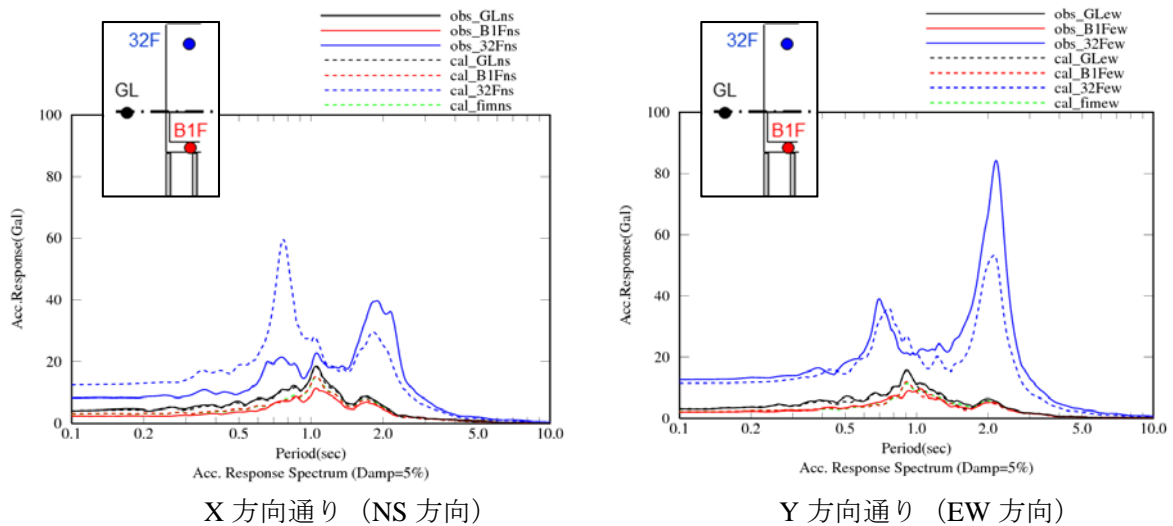 obs_GLns
obs_B1Fns
obs_32Fns
cal_GLns
cal_B1Fns
cal_32Fns
cal_fimns
32F
GL
B1F
100
80
60
40
20
0
Acc.Response(Gal)
0.1
0.2
0.5
1.0
2.0
5.0
10.0
Period(sec)
Acc. Response Spectrum (Damp=5%)
X 方向通り（NS 方向）
obs_GLew
obs_B1Few
obs_32Few
cal_GLew
cal_B1Few
cal_32Few
cal_fimew
32F
GL
B1F
100
80
60
40
20
0
Acc.Response(Gal)
0.1
0.2
0.5
1.0
2.0
5.0
10.0
Period(sec)
Acc. Response Spectrum (Damp=5%)
Y 方向通り（EW 方向）